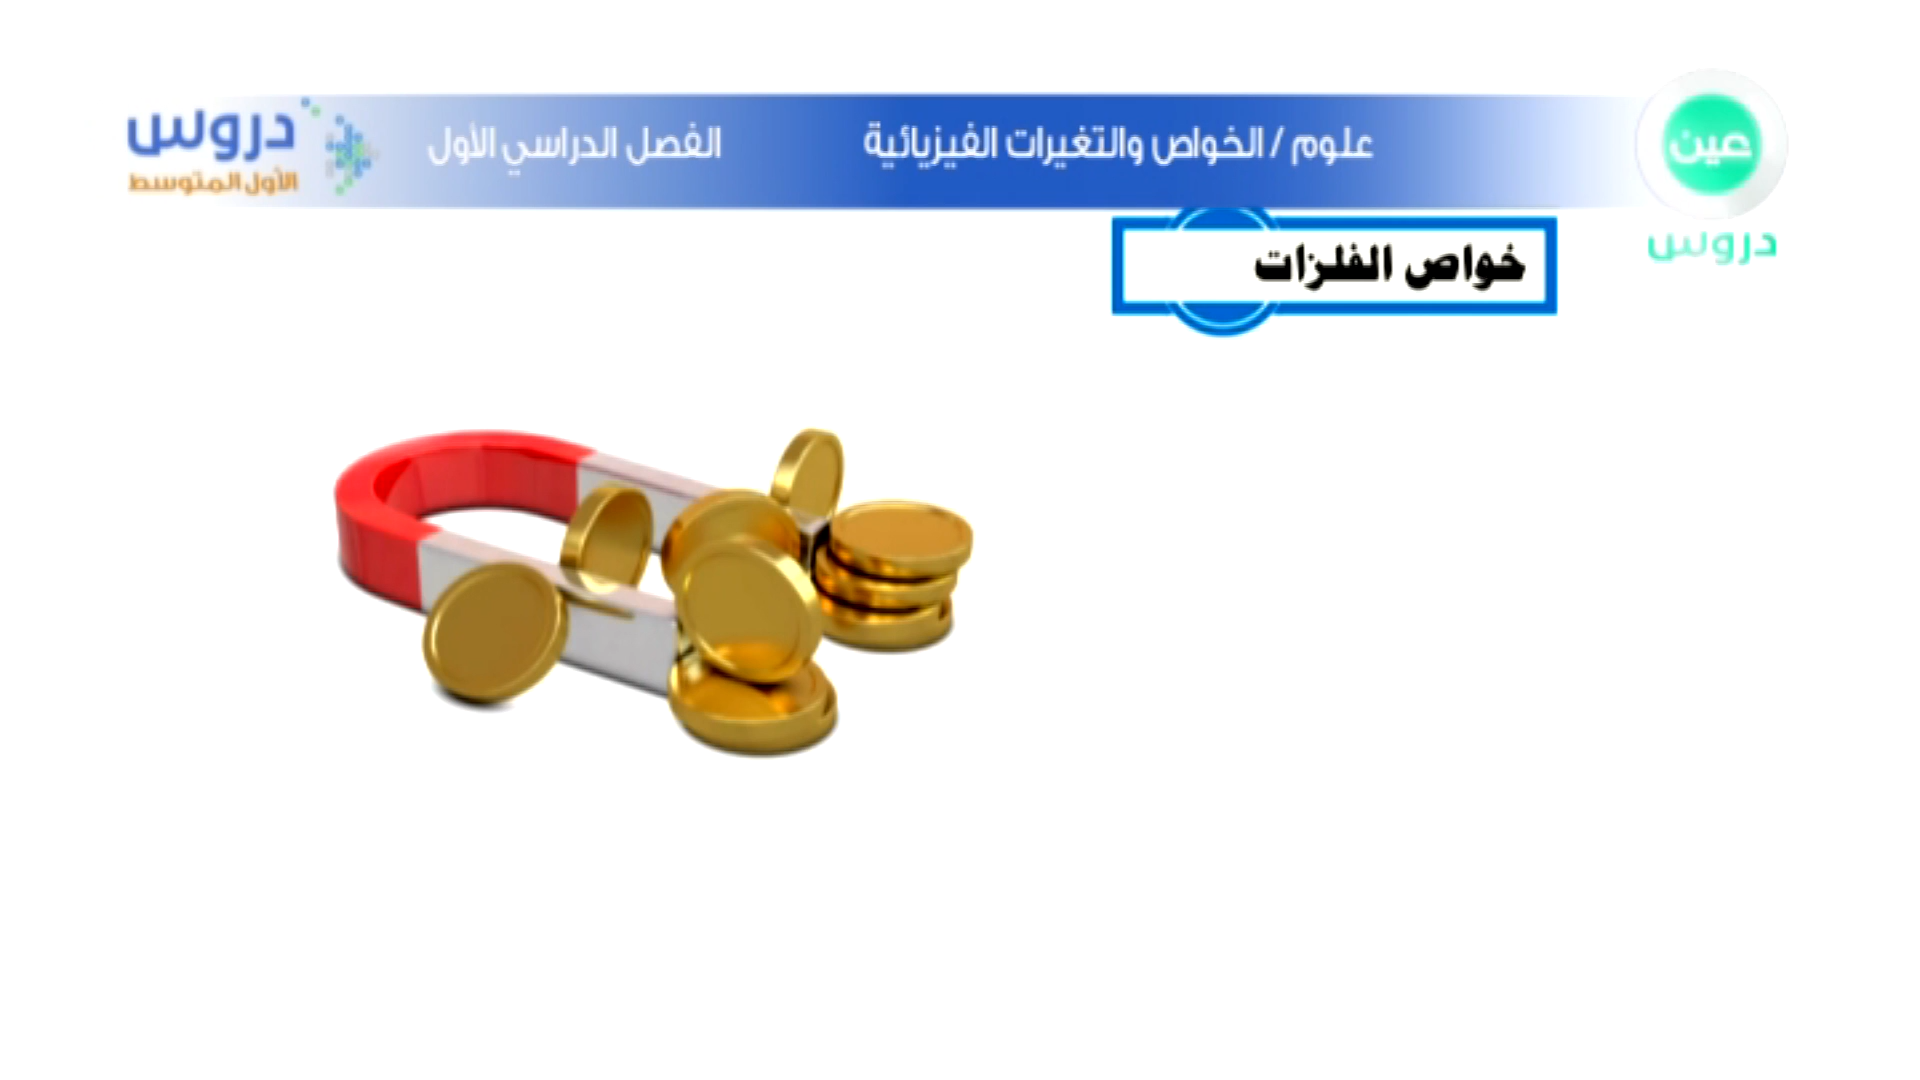 عين
دروس
علوم / الخواص والتغيرات الفيزيائية
الفصل الدراسي الأول
دروس
الأول المتوسط
خواص الفلزات